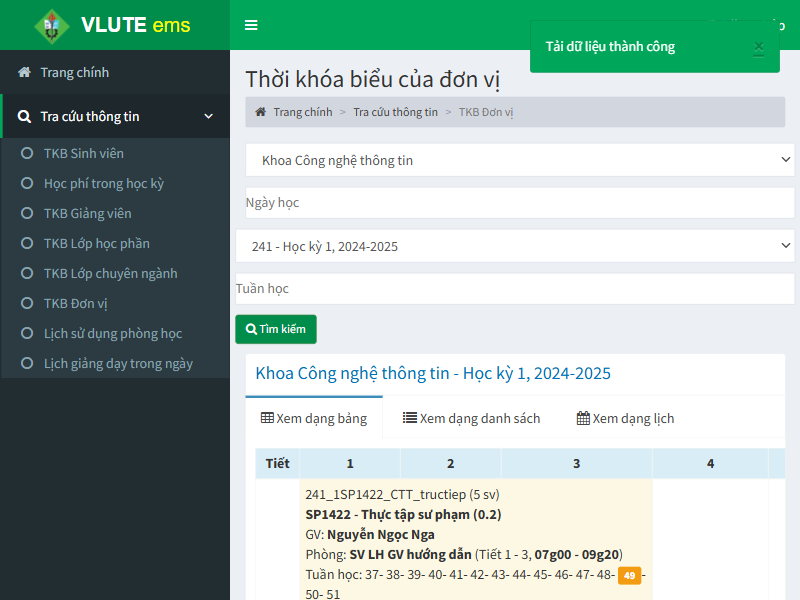 VLUTE ems
Tải dữ liệu thành công ×
Trang chính
Tra cứu thông tin
TKB Sinh viên
Học phí trong học kỳ
TKB Giảng viên
TKB Lớp học phần
TKB Lớp chuyên ngành
TKB Đơn vị
Lịch sử dụng phòng học
Lịch giảng dạy trong ngày
Thời khóa biểu của đơn vị
Trang chính > Tra cứu thông tin > TKB Đơn vị
Khoa Công nghệ thông tin
Ngày học
241 - Học kỳ 1, 2024-2025
Tuần học
Tìm kiếm
Khoa Công nghệ thông tin - Học kỳ 1, 2024-2025
Xem dạng bảng Xem dạng danh sách Xem dạng lịch
Tiết 1 2 3 4
241_1SP1422_CTT_tructiep (5 sv)
SP1422 - Thực tập sư phạm (0.2)
GV: Nguyễn Ngọc Nga
Phòng: SV LH GV hướng dẫn (Tiết 1 - 3, 07g00 - 09g20)
Tuần học: 37- 38- 39- 40- 41- 42- 43- 44- 45- 46- 47- 48- 49 -
50- 51